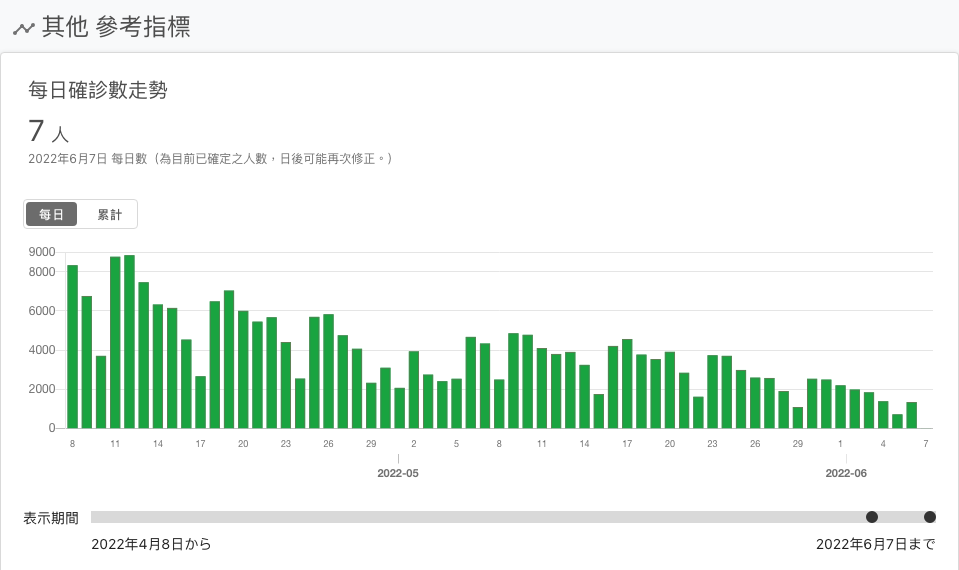 其他 參考指標
每日確診數走勢
7 人
2022年6月7日 每日數（為目前已確定之人數，日後可能再次修正。）
每日 累計
9000
8000
6000
4000
2000
0
8 11 14 17 20 23 26 29 2 5 8 11 14 17 20 23 26 29 1 4 7
2022-05 2022-06
表示期間
2022年4月8日から 2022年6月7日まで